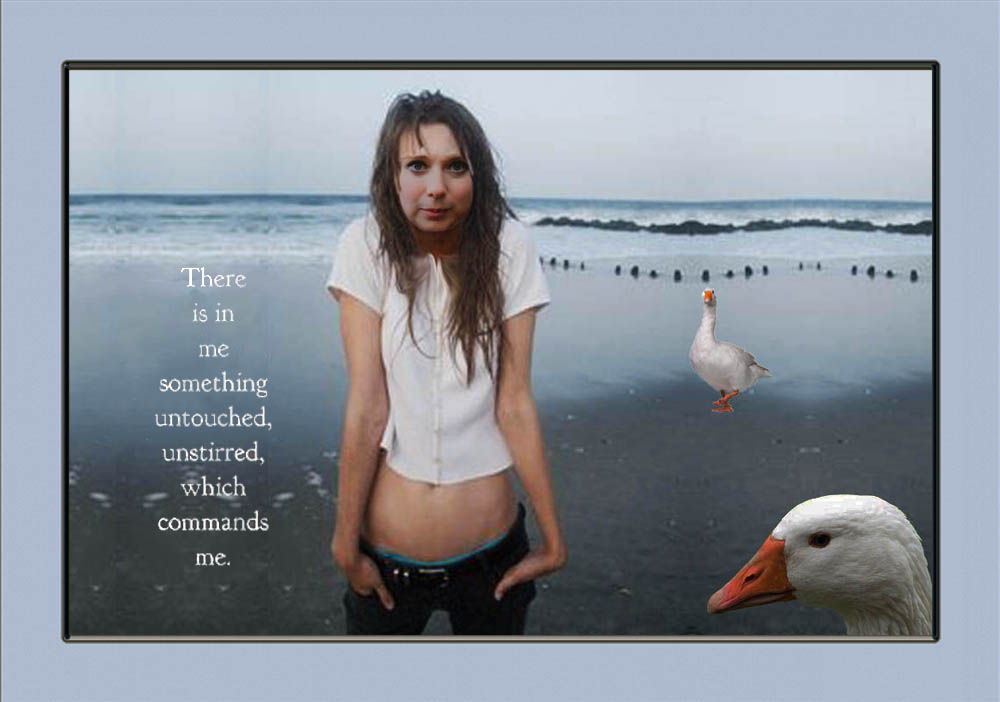 There
is in
me
something
untouched,
unstirred,
which
commands
me.